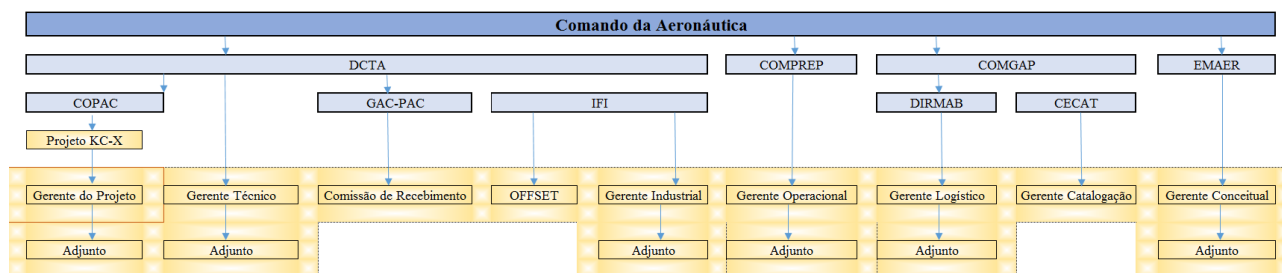 Comando da Aeronáutica
DCTA COMPREP COMGAP EMAER
COPAC GAC-PAC IFI DIRMAB CECAT
Projeto KC-X
Gerente do Projeto Gerente Técnico Comissão de Recebimento OFFSET Gerente Industrial Gerente Operacional Gerente Logístico Gerente Catalogação Gerente Conceitual
Adjunto Adjunto Adjunto Adjunto Adjunto Adjunto